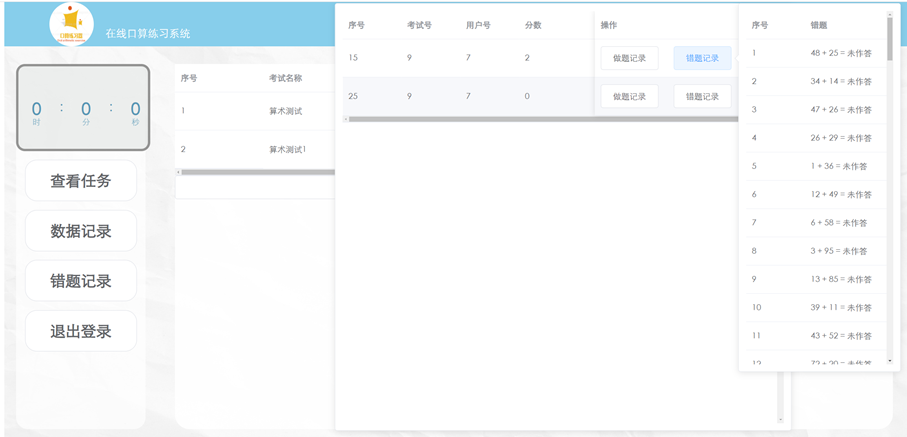 口算练习题
在线口算练习系统
0 : 0 : 0
时 分 秒
查看任务
数据记录
错题记录
退出登录
序号 考试名称
1 算术测试
2 算术测试1
序号 考试号 用户号 分数 操作
15 9 7 2 做题记录 错题记录
25 9 7 0 做题记录 错题记录
序号 错题
1 48 + 25 = 未作答
2 34 + 14 = 未作答
3 47 + 26 = 未作答
4 26 + 29 = 未作答
5 1 + 36 = 未作答
6 12 + 49 = 未作答
7 6 + 58 = 未作答
8 3 + 95 = 未作答
9 13 + 85 = 未作答
10 39 + 11 = 未作答
11 43 + 52 = 未作答
12 72 + 20 = 未作答